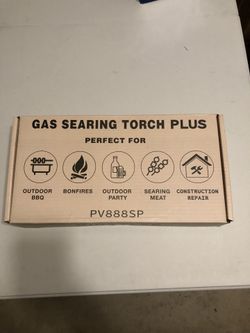 GAS SEARING TORCH PLUS
PERFECT FOR
OUTDOOR BBQ
BONFIRES
OUTDOOR PARTY
SEARING MEAT
CONSTRUCTION REPAIR
PV888SP